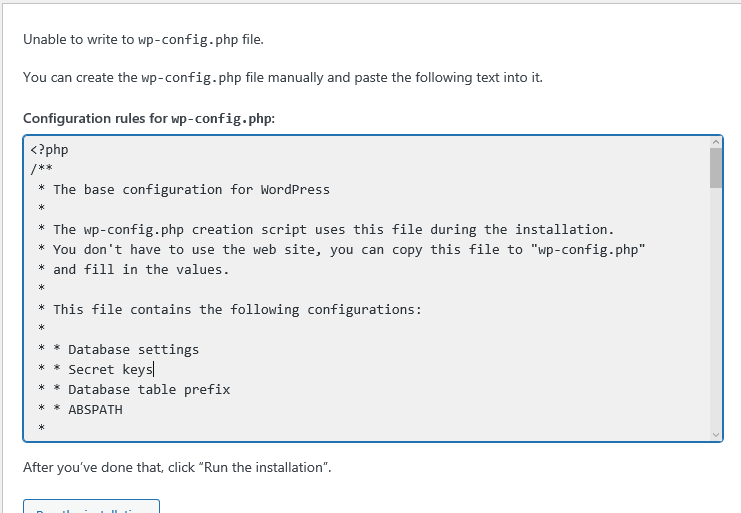 Unable to write to wp-config.php file.
You can create the wp-config.php file manually and paste the following text into it.
Configuration rules for wp-config.php:
<?php
/**
 * The base configuration for WordPress
 *
 * The wp-config.php creation script uses this file during the installation.
 * You don't have to use the web site, you can copy this file to "wp-config.php"
 * and fill in the values.
 *
 * This file contains the following configurations:
 *
 * * Database settings
 * * Secret keys
 * * Database table prefix
 * * ABSPATH
 *
After you’ve done that, click “Run the installation”.
Run the installation